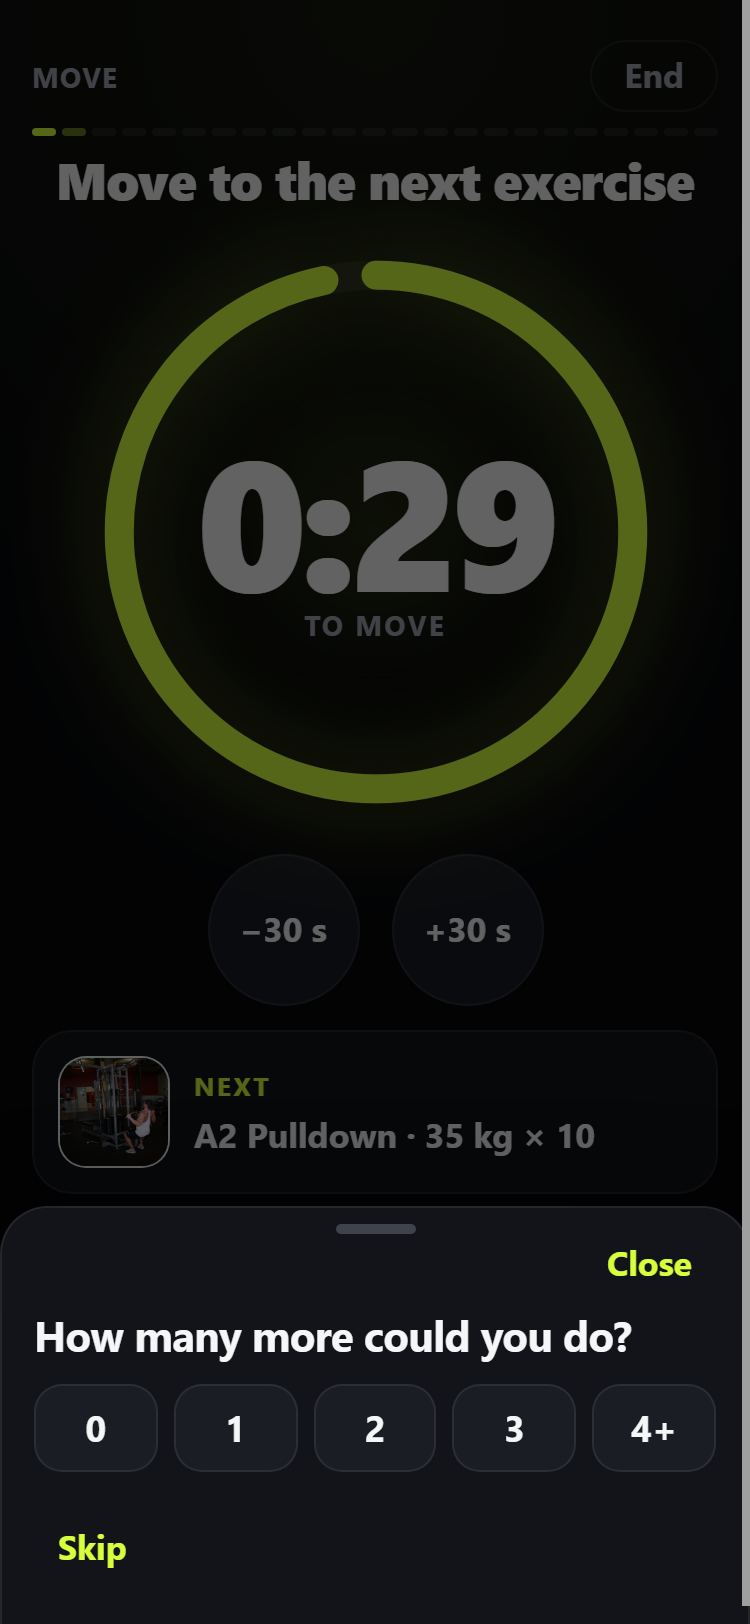 MOVE
End
Move to the next exercise
0:29
TO MOVE
−30 s
+30 s
NEXT
A2 Pulldown · 35 kg × 10
Close
How many more could you do?
0
1
2
3
4+
Skip